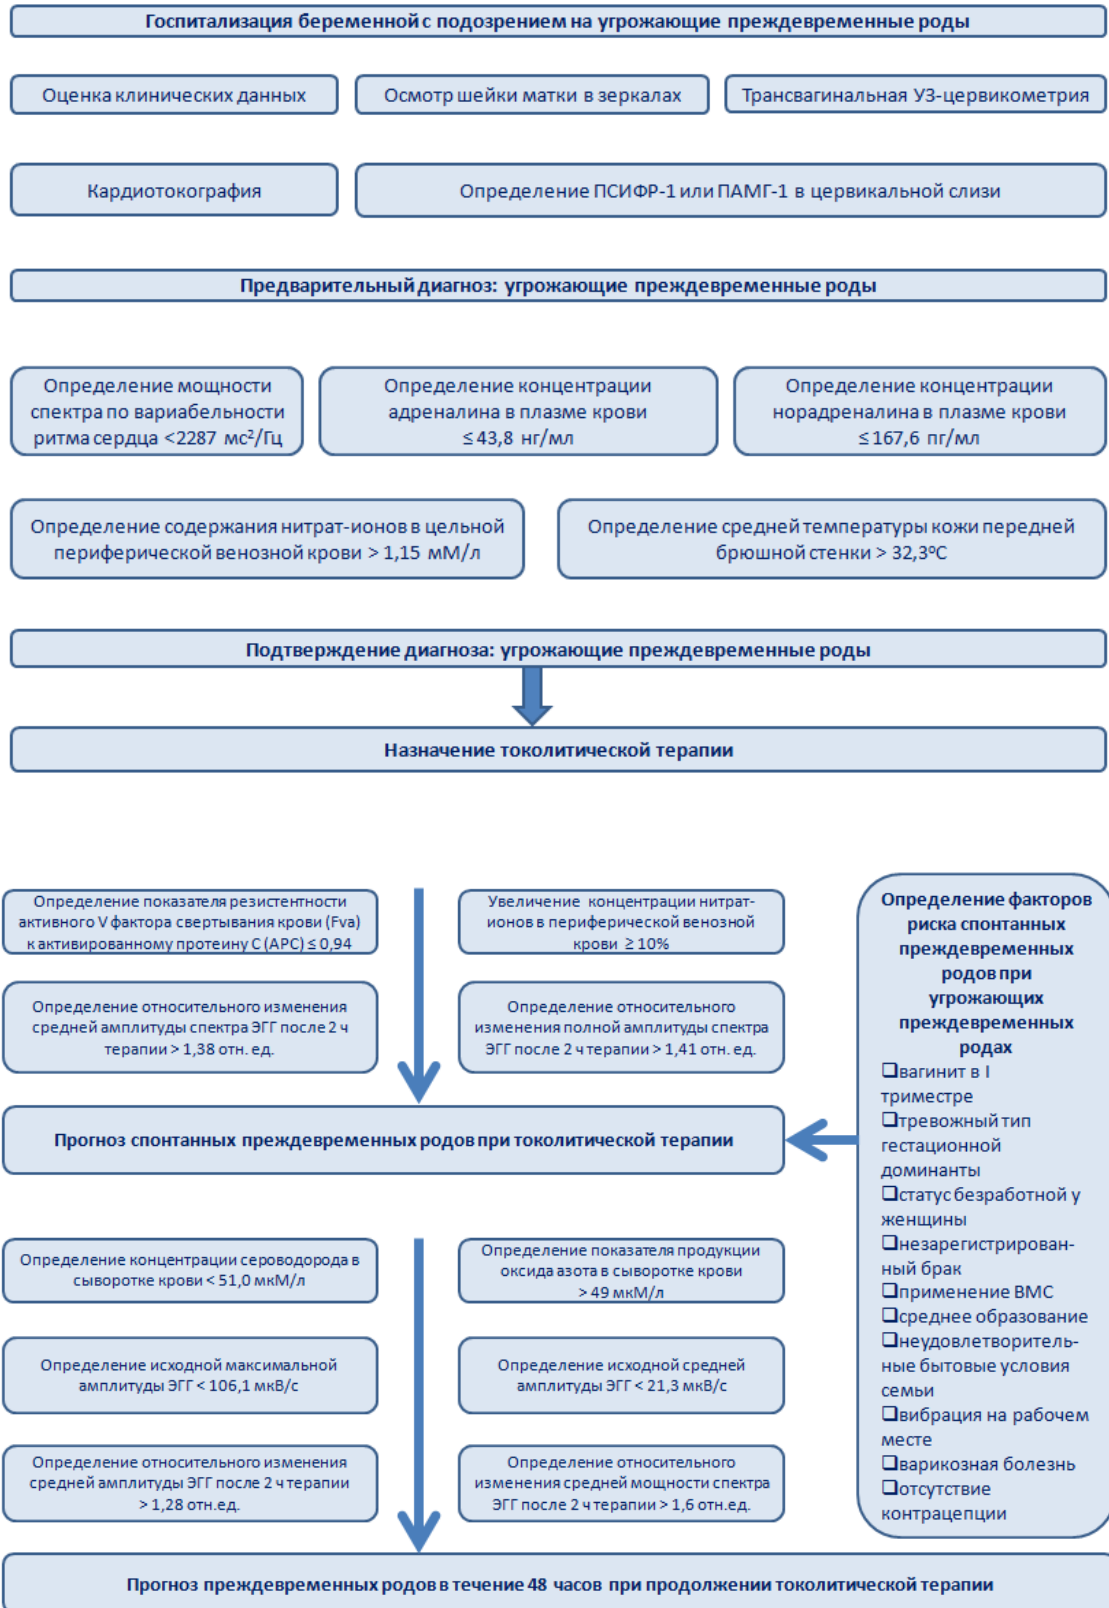 Госпитализация беременной с подозрением на угрожающие преждевременные роды
Оценка клинических данных
Осмотр шейки матки в зеркалах
Трансвагинальная УЗ-цервикометрия
Кардиотокография
Определение ПСИФР-1 или ПАМГ-1 в цервикальной слизи
Предварительный диагноз: угрожающие преждевременные роды
Определение мощности
спектра по вариабельности
ритма сердца <2287 мс²/Гц
Определение концентрации
адреналина в плазме крови
≤ 43,8 нг/мл
Определение концентрации
норадреналина в плазме крови
≤ 167,6 пг/мл
Определение содержания нитрат-ионов в цельной
периферической венозной крови > 1,15 мМ/л
Определение средней температуры кожи передней
брюшной стенки > 32,3ºС
Подтверждение диагноза: угрожающие преждевременные роды
Назначение токолитической терапии
Определение показателя резистентности
активного V фактора свертывания крови (Fva)
к активированному протеину С (АРС) ≤ 0,94
Увеличение концентрации нитрат-
ионов в периферической венозной
крови ≥ 10%
Определение относительного изменения
средней амплитуды спектра ЭГГ после 2 ч
терапии > 1,38 отн. ед.
Определение относительного
изменения полной амплитуды спектра
ЭГГ после 2 ч терапии > 1,41 отн. ед.
Прогноз спонтанных преждевременных родов при токолитической терапии
Определение факторов
риска спонтанных
преждевременных
родов при
угрожающих
преждевременных
родах
❑вагинит в I
триместре
❑тревожный тип
гестационной
доминанты
❑статус безработной у
женщины
❑незарегистрирован-
ный брак
❑применение ВМС
❑среднее образование
❑неудовлетворитель-
ные бытовые условия
семьи
❑вибрация на рабочем
месте
❑варикозная болезнь
❑отсутствие
контрацепции
Определение концентрации сероводорода в
сыворотке крови < 51,0 мкМ/л
Определение показателя продукции
оксида азота в сыворотке крови
> 49 мкМ/л
Определение исходной максимальной
амплитуды ЭГГ < 106,1 мкВ/с
Определение исходной средней
амплитуды ЭГГ < 21,3 мкВ/с
Определение относительного изменения
средней амплитуды ЭГГ после 2 ч терапии
> 1,28 отн.ед.
Определение относительного
изменения средней мощности спектра
ЭГГ после 2 ч терапии > 1,6 отн.ед.
Прогноз преждевременных родов в течение 48 часов при продолжении токолитической терапии